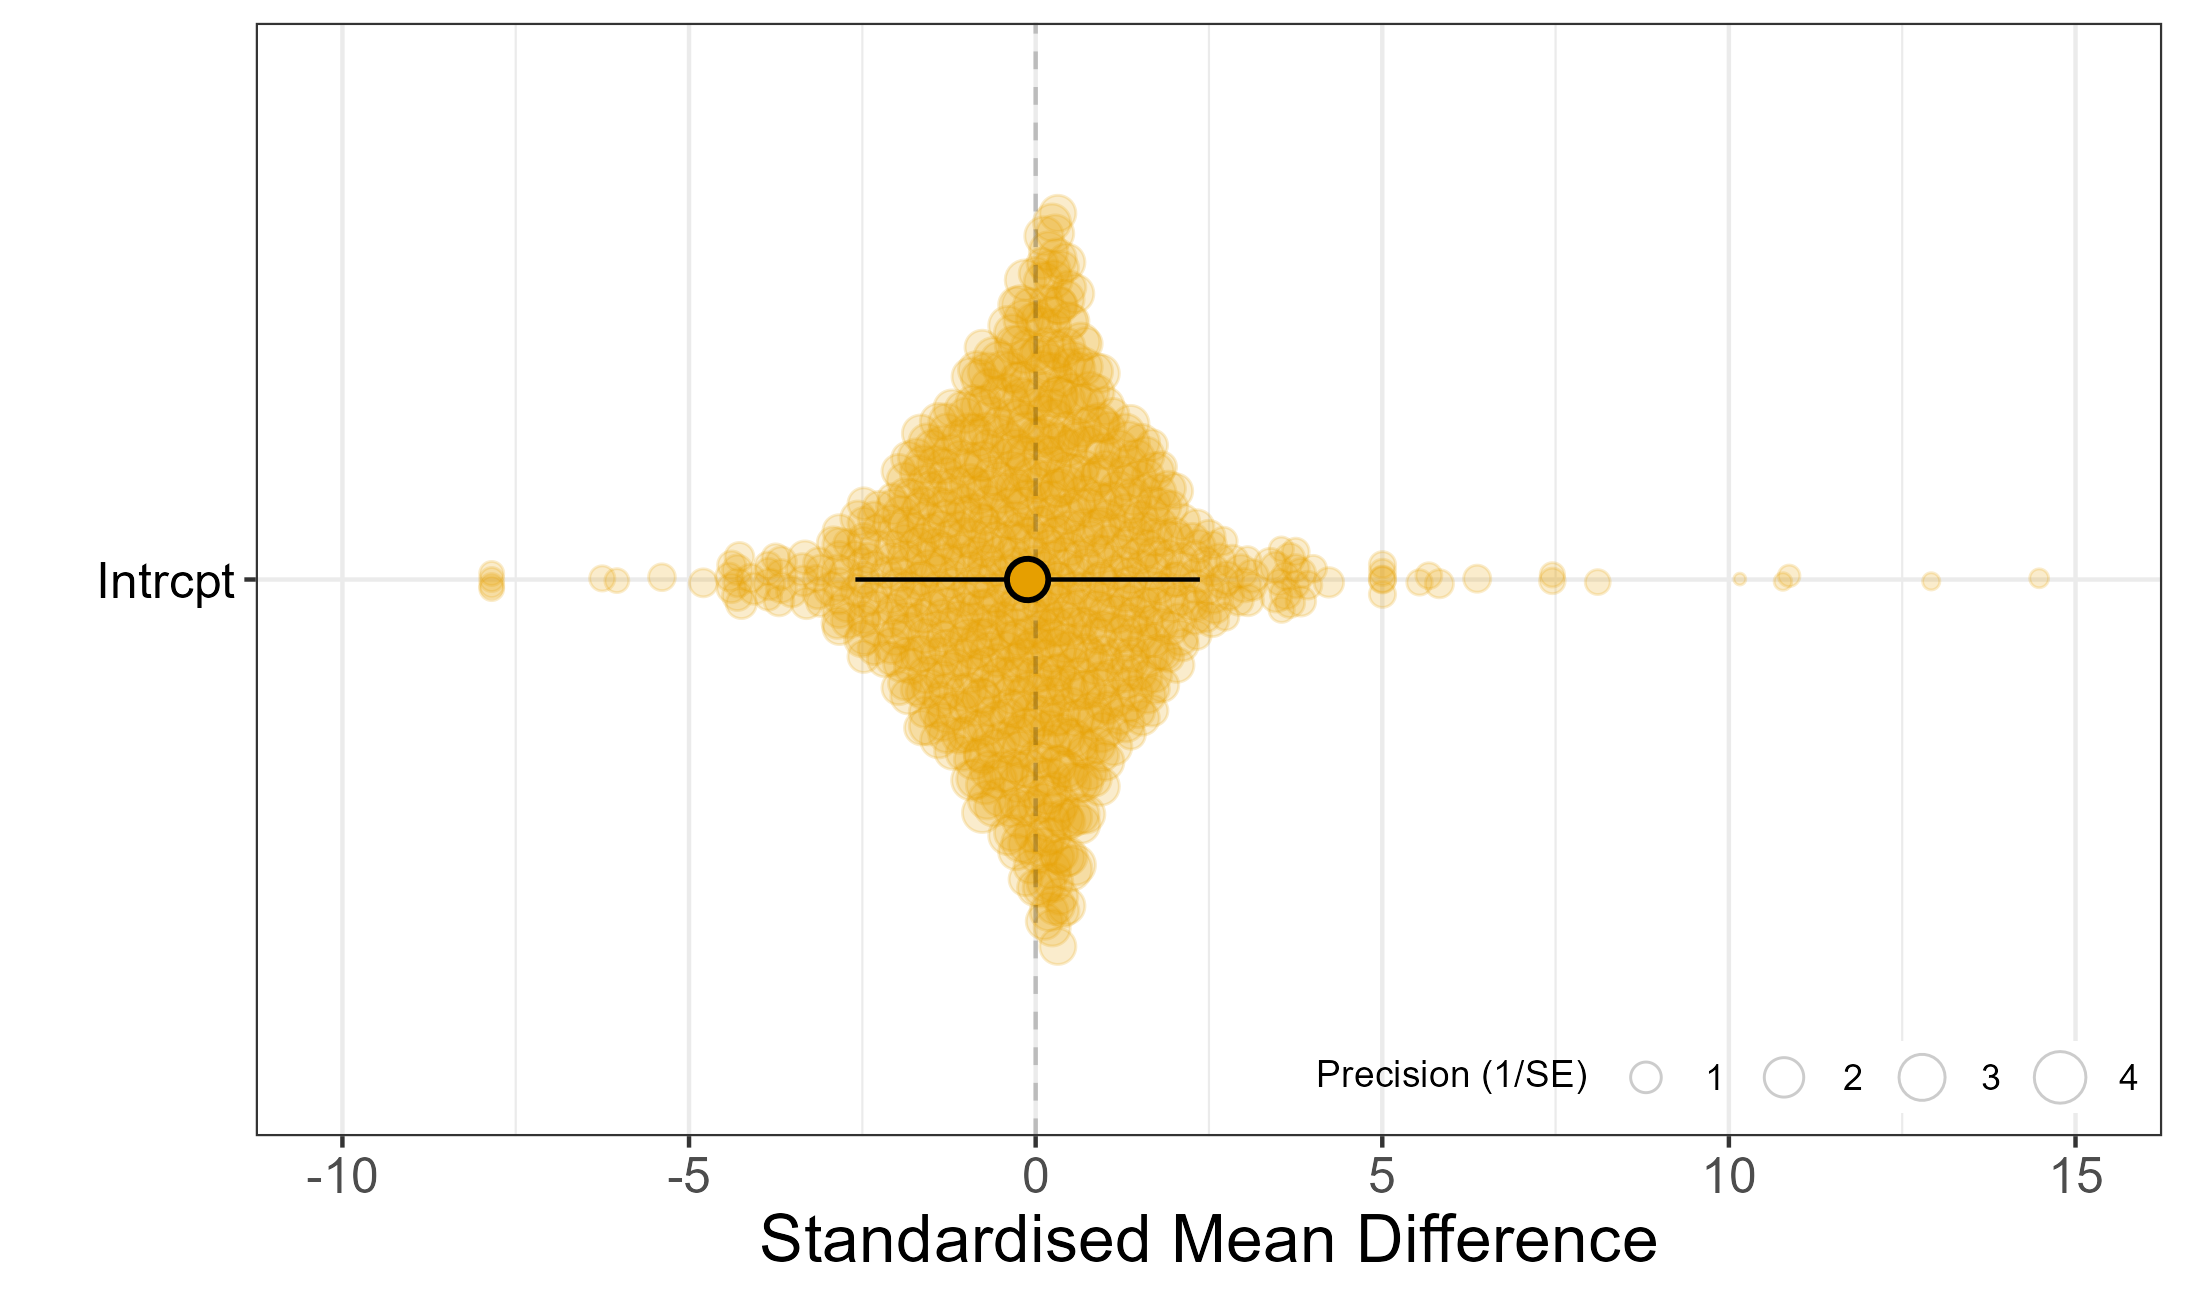 Intrcpt
Precision (1/SE) 1 2 3 4
-10 -5 0 5 10 15
Standardised Mean Difference